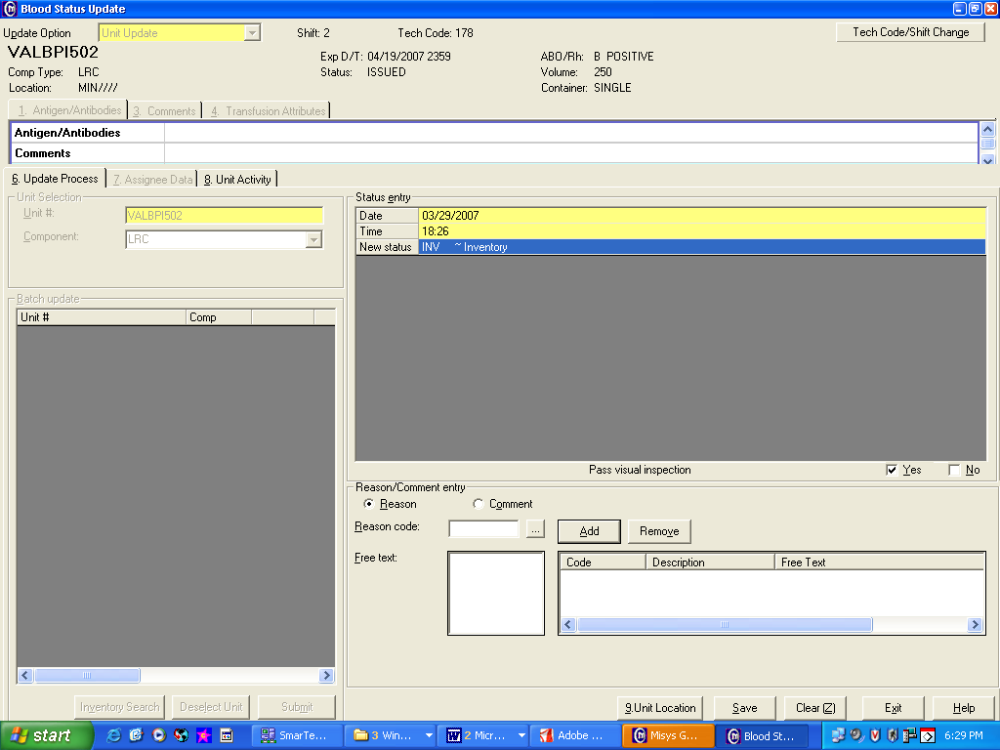 Blood Status Update
Update Option Unit Update Shift: 2 Tech Code: 178 Tech Code/Shift Change
VALBPI502
Exp D/T: 04/19/2007 2359 ABO/Rh: B POSITIVE
Comp Type: LRC Status: ISSUED Volume: 250
Location: MIN//// Container: SINGLE
1. Antigen/Antibodies 3. Comments 4. Transfusion Attributes
Antigen/Antibodies
Comments
6. Update Process 7. Assignee Data 8. Unit Activity
Unit Selection
Unit #: VALBPI502
Component: LRC
Status entry
Date 03/29/2007
Time 18:26
New status INV ~ Inventory
Batch update
Unit # Comp
Pass visual inspection Yes No
Reason/Comment entry
Reason Comment
Reason code: ... Add Remove
Free text:
Code Description Free Text
Inventory Search Deselect Unit Submit
9.Unit Location Save Clear (Z) Exit Help
start SmarTe... 3 Win... 2 Micr... Adobe ... Misys G... Blood St... 6:29 PM